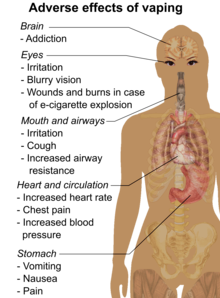 Adverse effects of vaping
Brain
- Addiction
Eyes
- Irritation
- Blurry vision
- Wounds and burns in case
of e-cigarette explosion
Mouth and airways
- Irritation
- Cough
- Increased airway
resistance
Heart and circulation
- Increased heart rate
- Chest pain
- Increased blood
pressure
Stomach
- Vomiting
- Nausea
- Pain